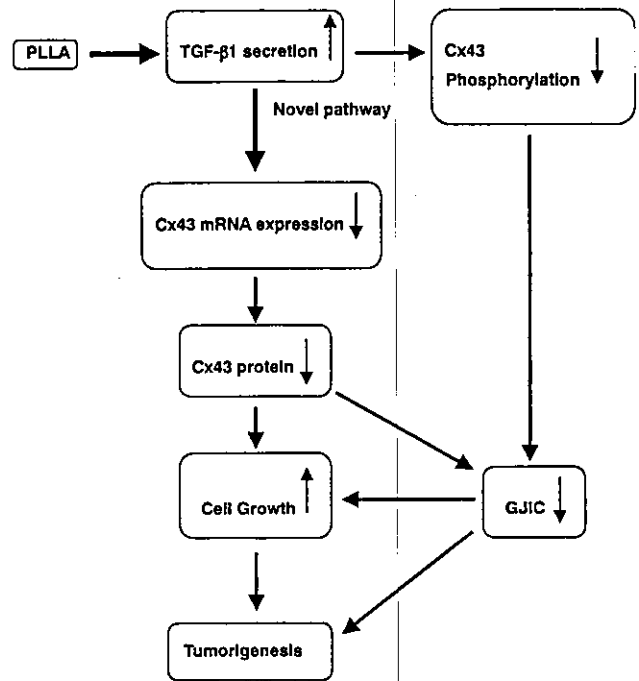 PLLA
TGF-β1 secretion
Cx43
Phosphorylation
Novel pathway
Cx43 mRNA expression
Cx43 protein
Cell Growth
GJIC
Tumorigenesis